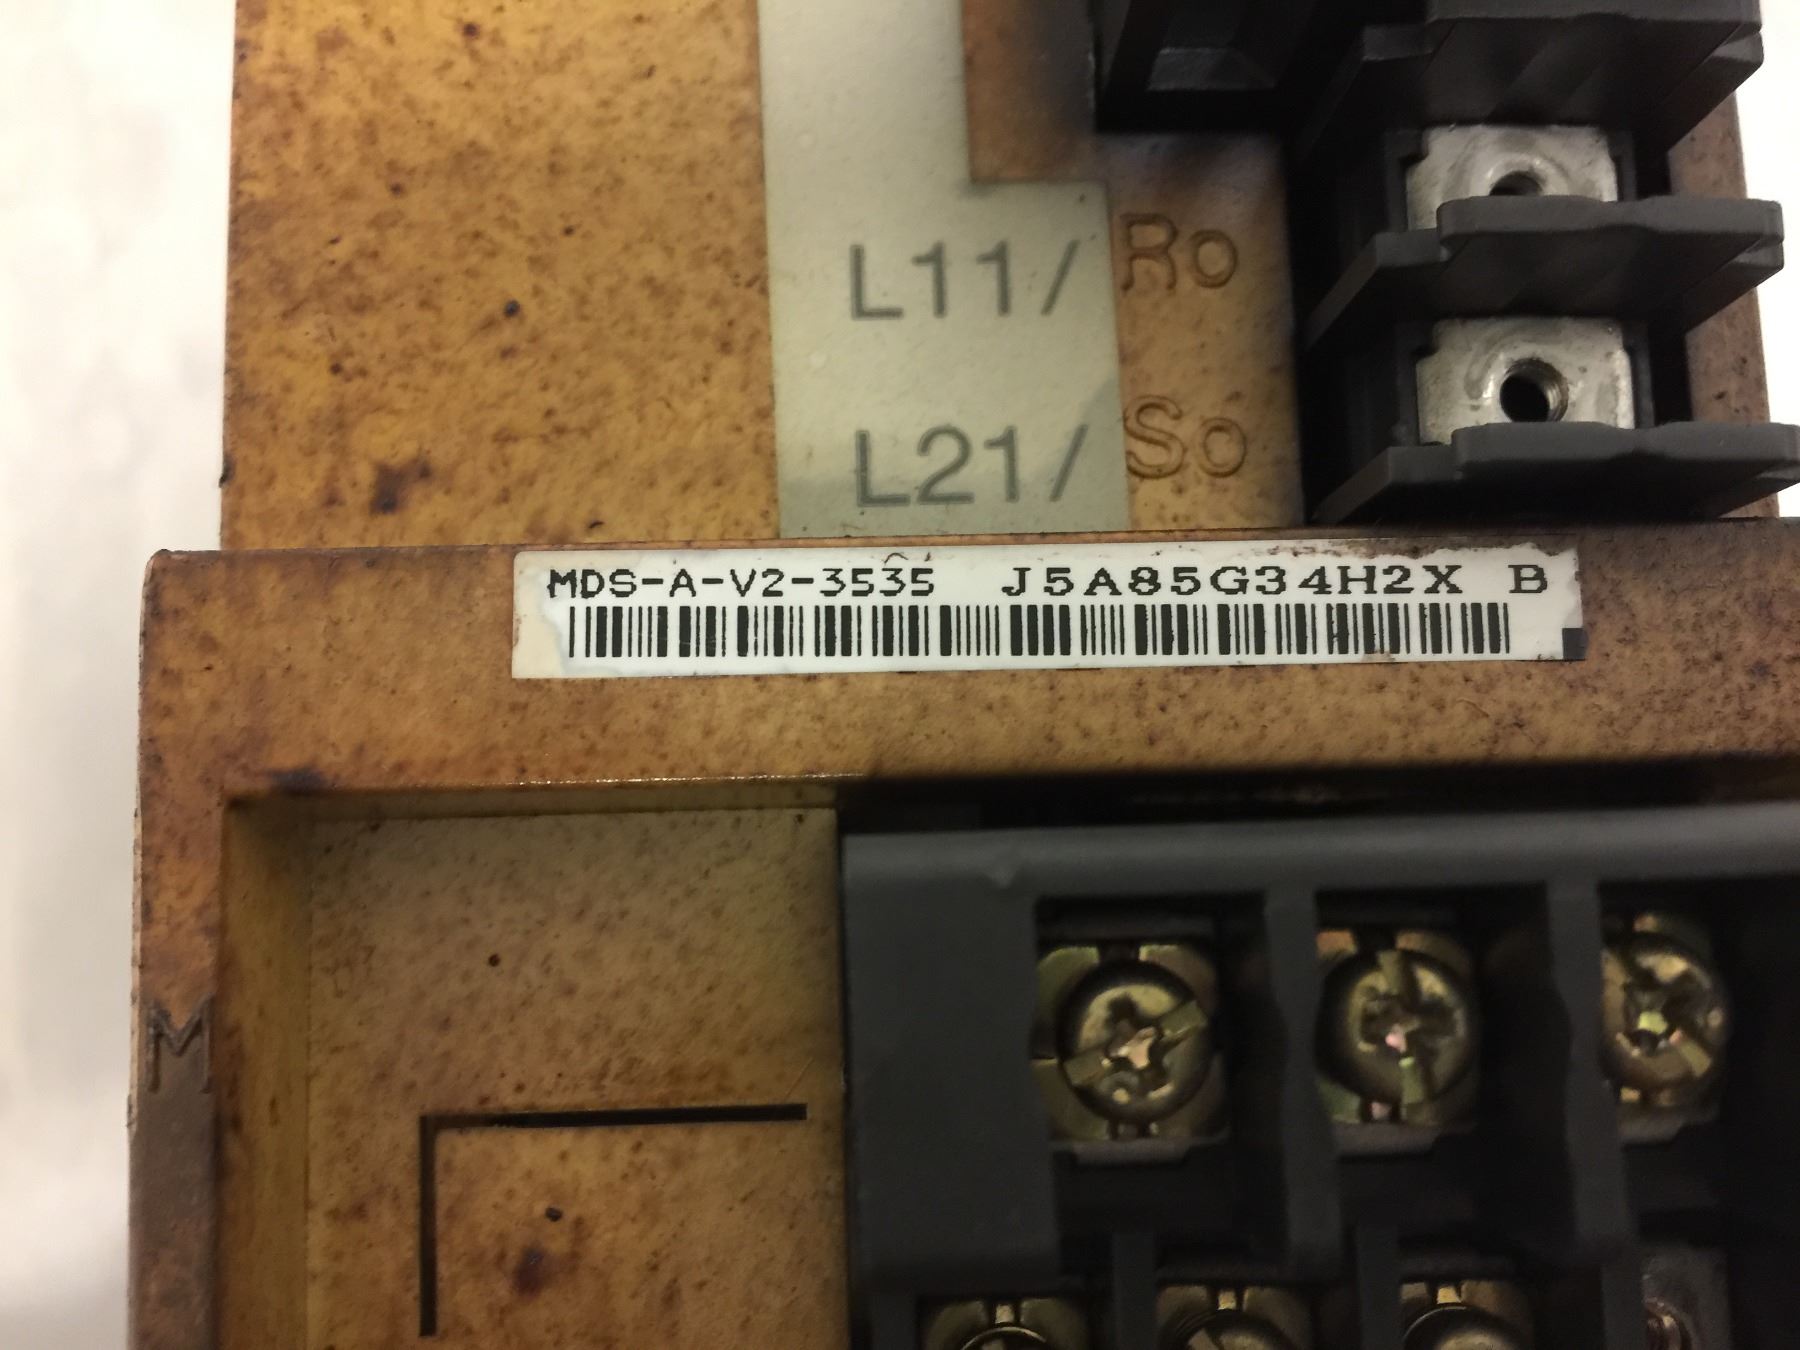 L11/ Ro
L21/ So
MDS-A-V2-3535 J5A85G34H2X B
M